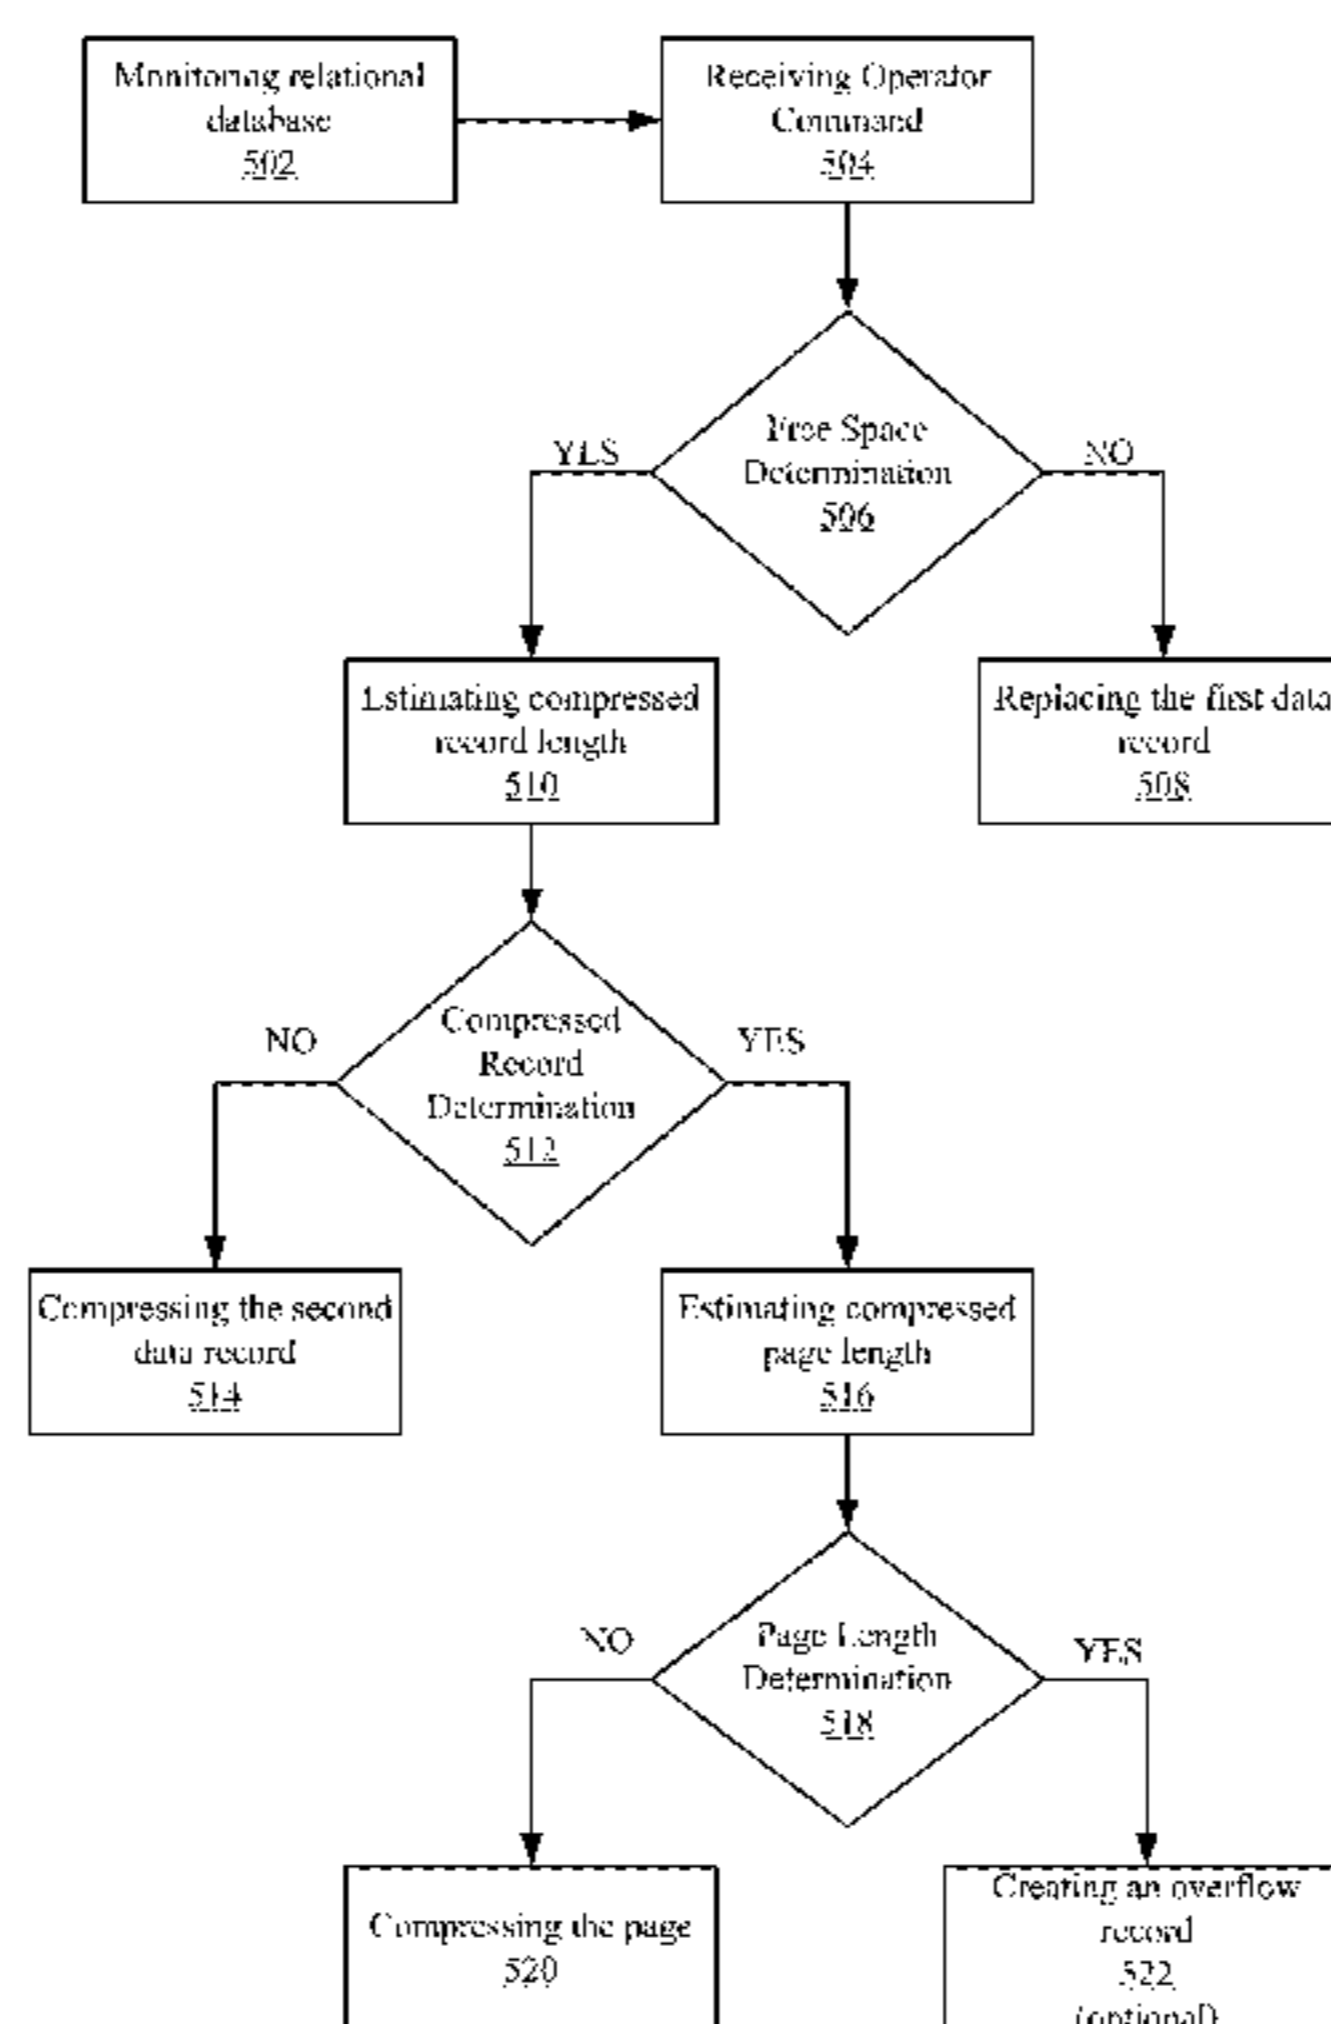 Monitoring relational
database
502
Receiving Operator
Command
504
Free Space
Determination
506
YES
NO
Estimating compressed
record length
510
Replacing the first data
record
508
Compressed
Record
Determination
512
NO
YES
Compressing the second
data record
514
Estimating compressed
page length
516
Page Length
Determination
518
NO
YES
Compressing the page
520
Creating an overflow
record
522
(optional)